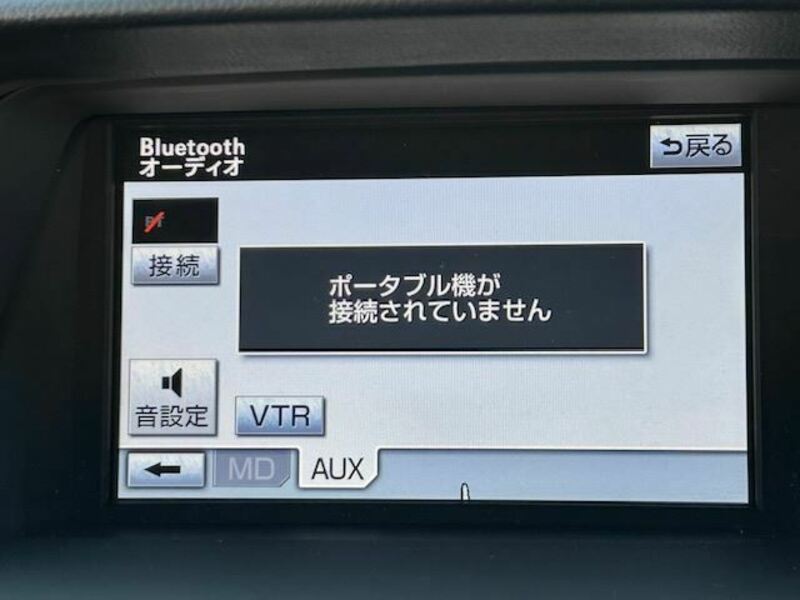 Bluetooth
オーディオ
戻る
BT
接続
ポータブル機が
接続されていません
音設定
VTR
MD
AUX